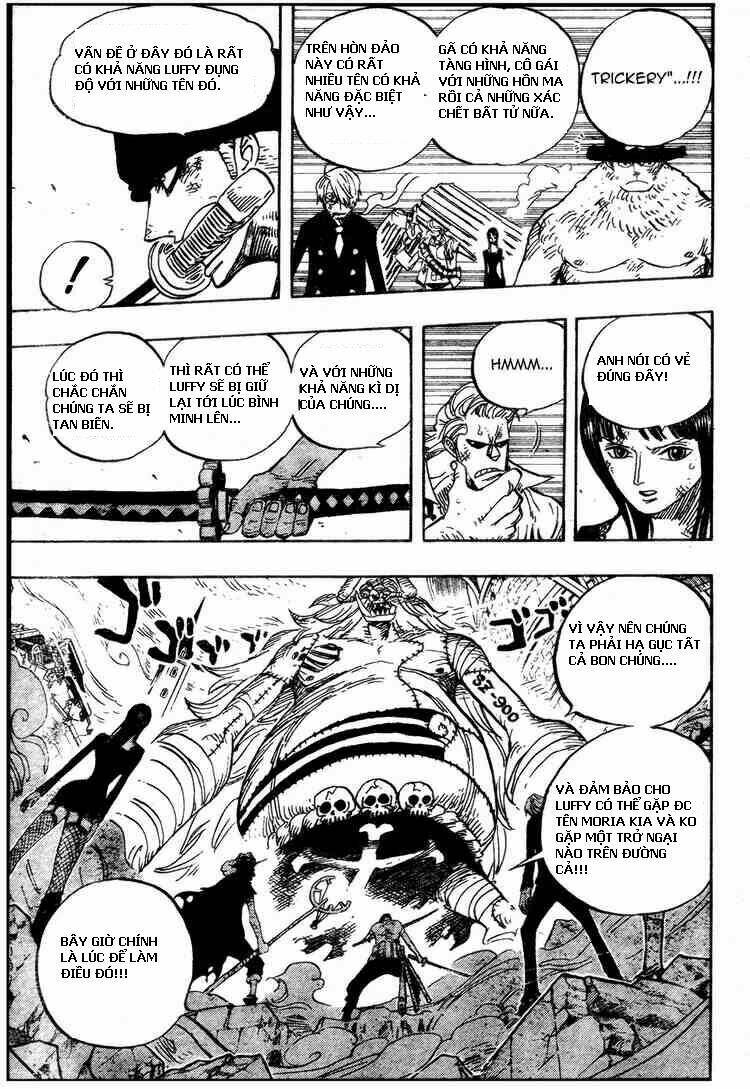 TRICKERY"...!!!
GÃ CÓ KHẢ NĂNG
TÀNG HÌNH, CÔ GÁI
VỚI NHỮNG HỒN MA
RỒI CẢ NHỮNG XÁC
CHẾT BẤT TỬ NỮA.
TRÊN HÒN ĐẢO
NÀY CÓ RẤT
NHIỀU TÊN CÓ KHẢ
NĂNG ĐẶC BIỆT
NHƯ VẬY...
VẤN ĐỀ Ở ĐÂY ĐÓ LÀ RẤT
CÓ KHẢ NĂNG LUFFY ĐỤNG
ĐỘ VỚI NHỮNG TÊN ĐÓ.
!
ANH NÓI CÓ VẺ
ĐÚNG ĐẤY!
HMMM...
VÀ VỚI NHỮNG
KHẢ NĂNG KÌ DỊ
CỦA CHÚNG....
THÌ RẤT CÓ THỂ
LUFFY SẼ BỊ GIỮ
LẠI TỚI LÚC BÌNH
MINH LÊN...
LÚC ĐÓ THÌ
CHẮC CHẮN
CHÚNG TA SẼ BỊ
TAN BIẾN.
VÌ VẬY NÊN CHÚNG
TA PHẢI HẠ GỤC TẤT
CẢ BON CHÚNG....
ゴゴゴ
ゴゴゴ
SZ-900
VÀ ĐẢM BẢO CHO
LUFFY CÓ THỂ GẶP ĐC
TÊN MORIA KIA VÀ KO
GẶP MỘT TRỞ NGẠI
NÀO TRÊN ĐƯỜNG
CẢ!!!
BÂY GIỜ CHÍNH
LÀ LÚC ĐỂ LÀM
ĐIỀU ĐÓ!!!